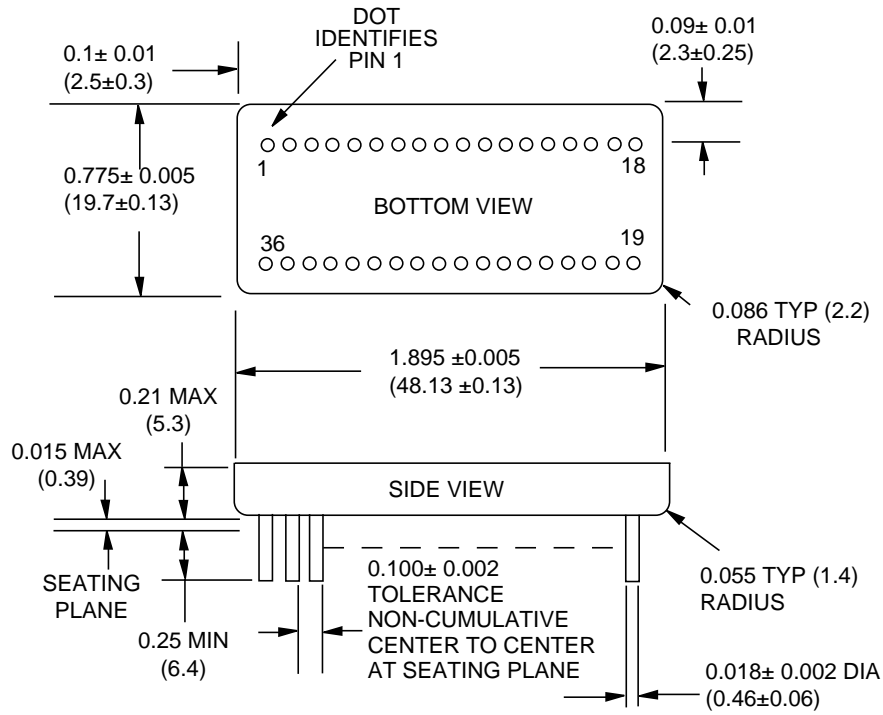 DOT
IDENTIFIES
PIN 1
0.1± 0.01
(2.5±0.3)
0.09± 0.01
(2.3±0.25)
0.775± 0.005
(19.7±0.13)
1
18
BOTTOM VIEW
36
19
0.086 TYP (2.2)
RADIUS
1.895 ±0.005
(48.13 ±0.13)
0.21 MAX
(5.3)
0.015 MAX
(0.39)
SIDE VIEW
SEATING
PLANE
0.25 MIN
(6.4)
0.100± 0.002
TOLERANCE
NON-CUMULATIVE
CENTER TO CENTER
AT SEATING PLANE
0.055 TYP (1.4)
RADIUS
0.018± 0.002 DIA
(0.46±0.06)